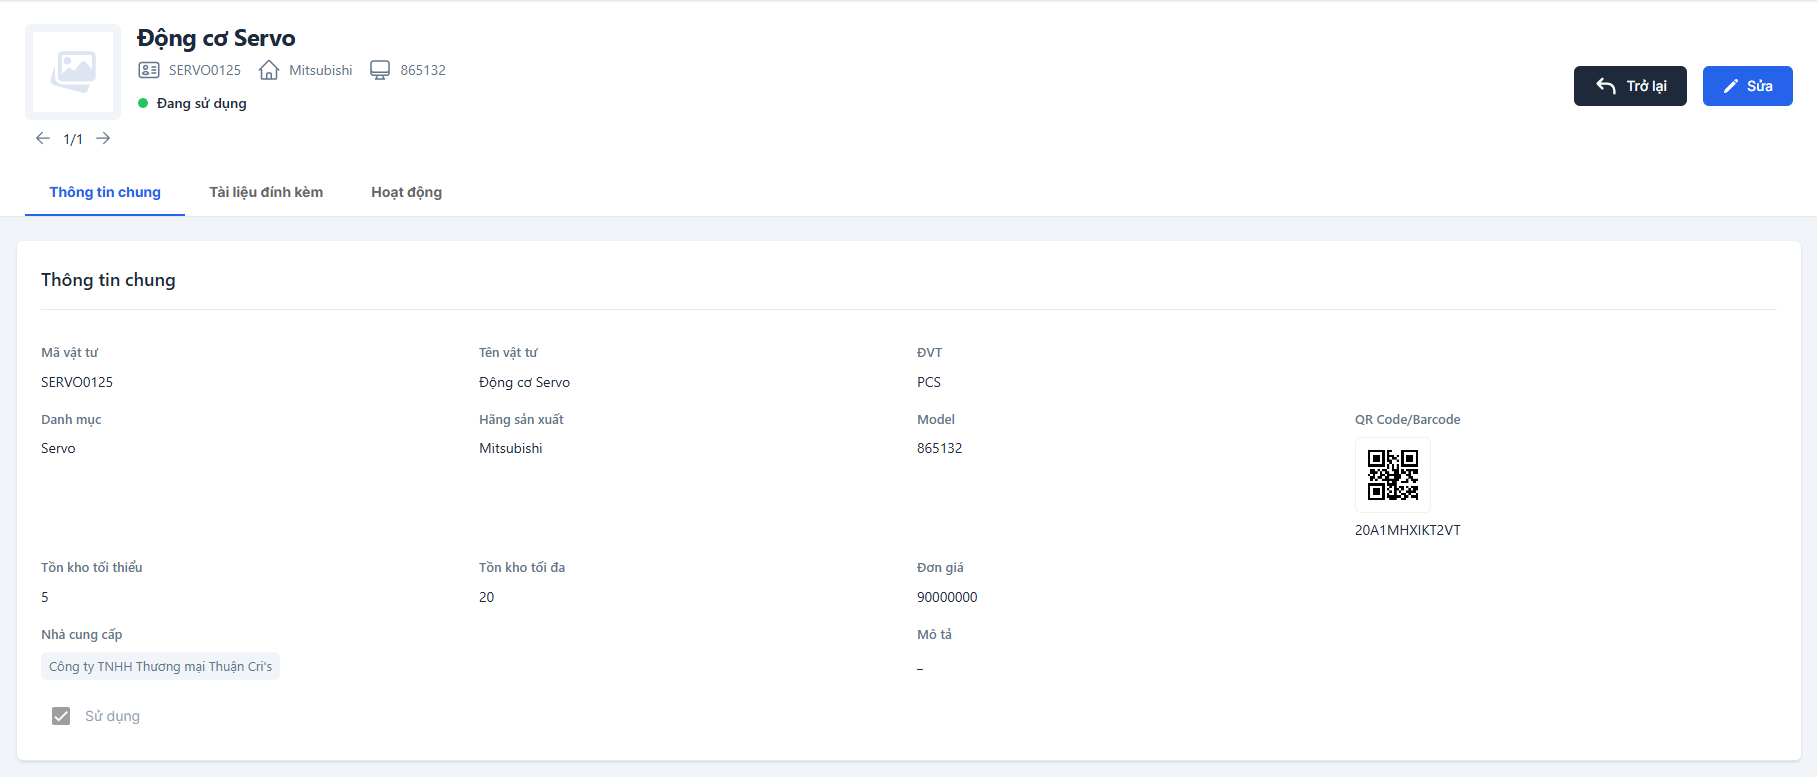 Động cơ Servo
SERVO0125 Mitsubishi 865132
Đang sử dụng
Trở lại
Sửa
1/1
Thông tin chung Tài liệu đính kèm Hoạt động
Thông tin chung
Mã vật tư Tên vật tư ĐVT
SERVO0125 Động cơ Servo PCS
Danh mục Hãng sản xuất Model QR Code/Barcode
Servo Mitsubishi 865132
20A1MHXIKT2VT
Tồn kho tối thiểu Tồn kho tối đa Đơn giá
5 20 90000000
Nhà cung cấp Mô tả
Công ty TNHH Thương mại Thuận Cri's –
Sử dụng